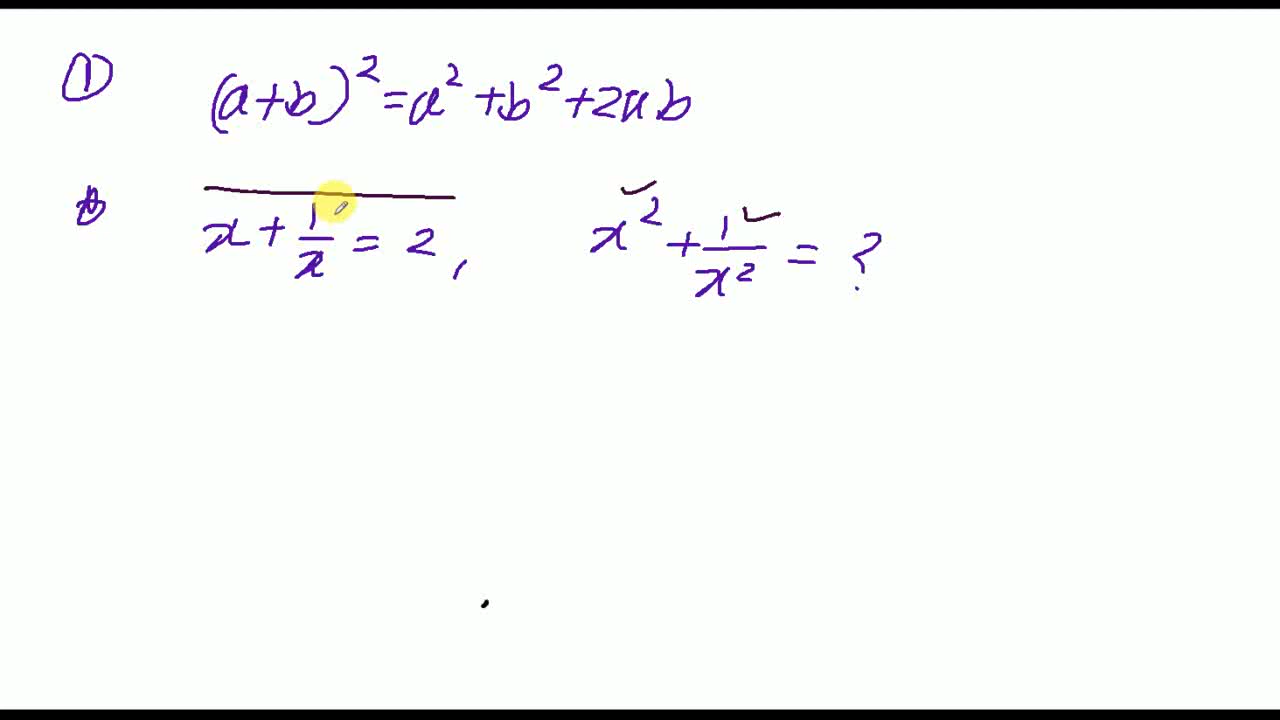 ① (a+b)² = a² + b² + 2ab
x + 1/x = 2, x² + 1/x² = ?